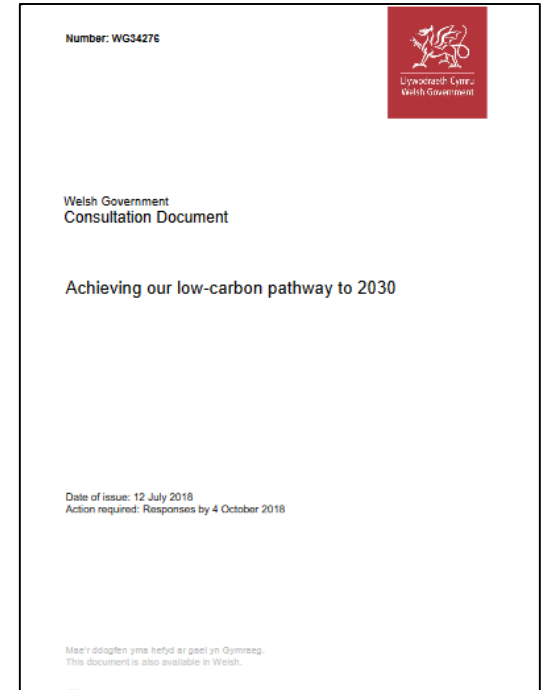 Number: WG34276
Llywodraeth Cymru
Welsh Government
Welsh Government
Consultation Document
Achieving our low-carbon pathway to 2030
Date of issue: 12 July 2018
Action required: Responses by 4 October 2018
Mae'r ddogfen yma hefyd ar gael yn Gymraeg.
This document is also available in Welsh.